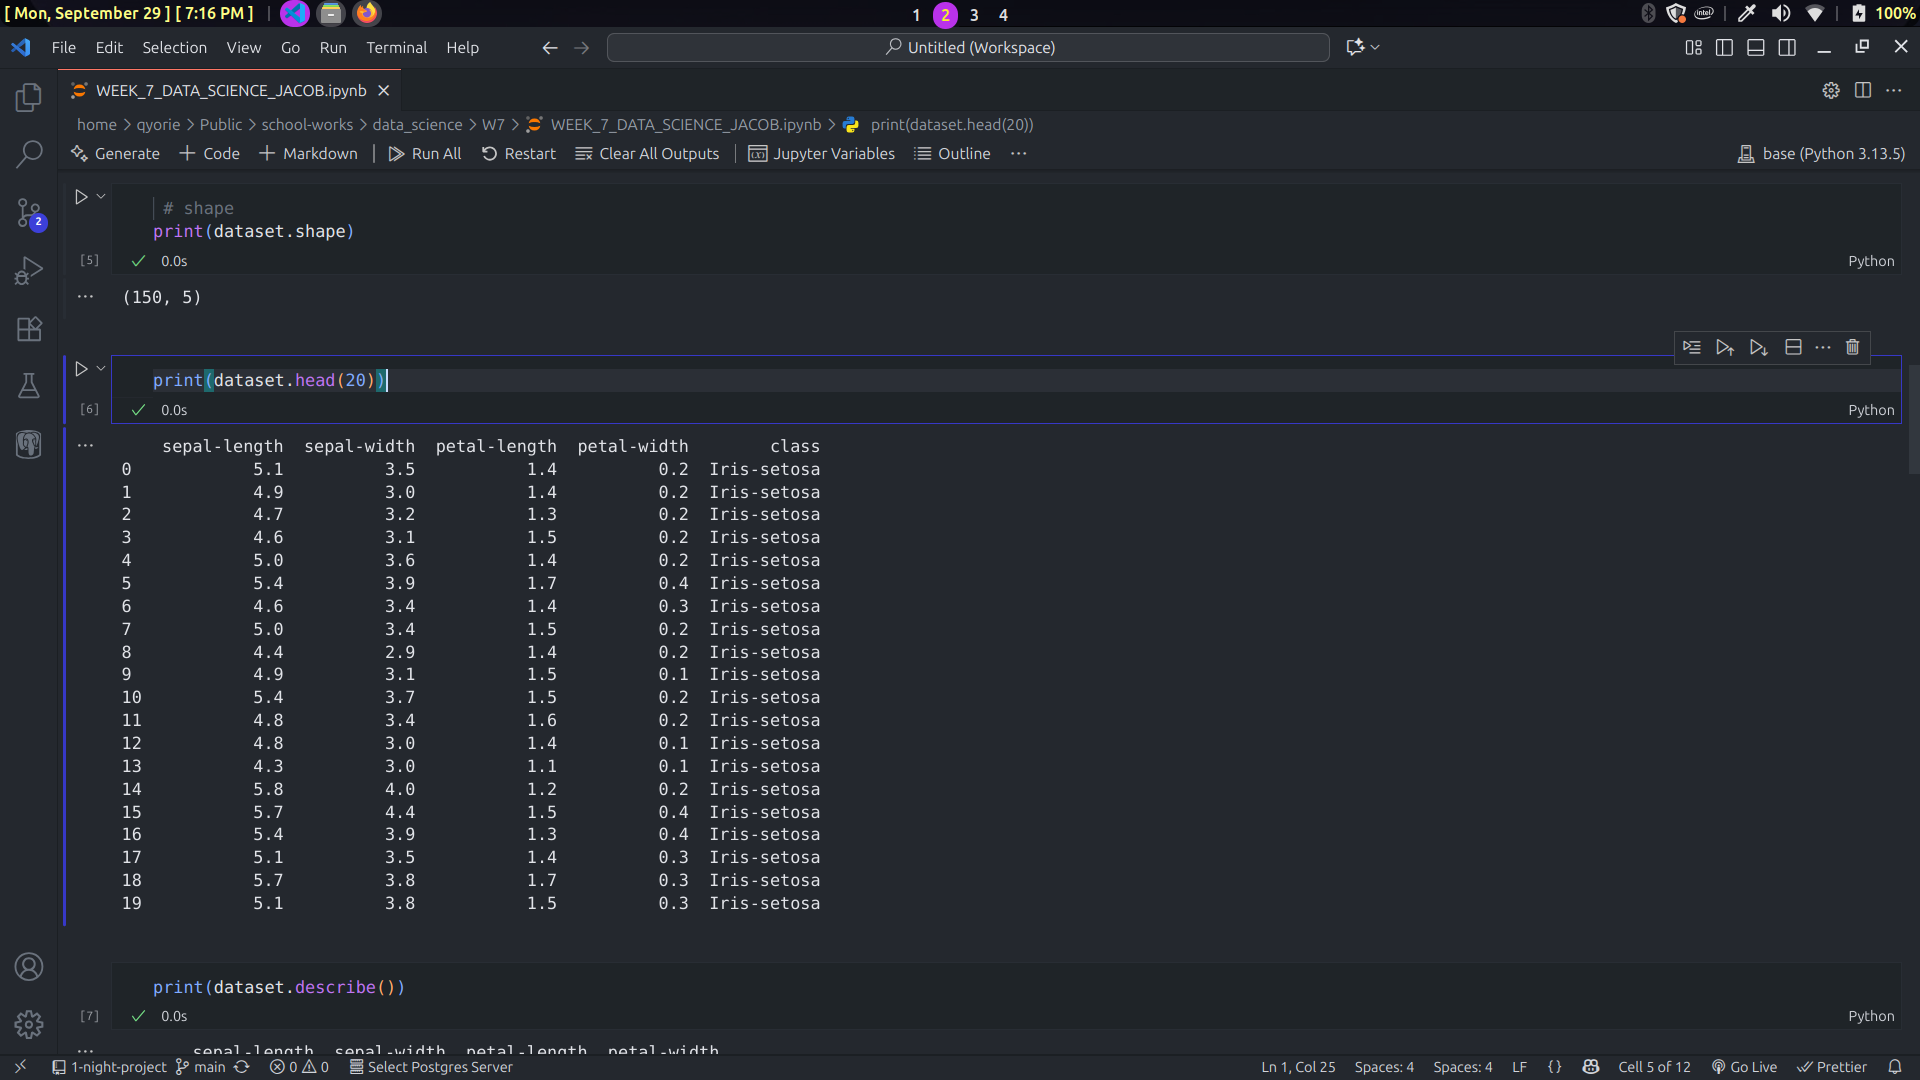 [ Mon, September 29 ] [ 7:16 PM ]
1 2 3 4
intel
100%
File Edit Selection View Go Run Terminal Help
Untitled (Workspace)
WEEK_7_DATA_SCIENCE_JACOB.ipynb
home > qyorie > Public > school-works > data_science > W7 > WEEK_7_DATA_SCIENCE_JACOB.ipynb > print(dataset.head(20))
Generate + Code + Markdown | Run All Restart Clear All Outputs | Jupyter Variables Outline ···
base (Python 3.13.5)
2
# shape
print(dataset.shape)
[5] 0.0s Python
(150, 5)
print(dataset.head(20))
[6] 0.0s Python
sepal-length sepal-width petal-length petal-width class
0 5.1 3.5 1.4 0.2 Iris-setosa
1 4.9 3.0 1.4 0.2 Iris-setosa
2 4.7 3.2 1.3 0.2 Iris-setosa
3 4.6 3.1 1.5 0.2 Iris-setosa
4 5.0 3.6 1.4 0.2 Iris-setosa
5 5.4 3.9 1.7 0.4 Iris-setosa
6 4.6 3.4 1.4 0.3 Iris-setosa
7 5.0 3.4 1.5 0.2 Iris-setosa
8 4.4 2.9 1.4 0.2 Iris-setosa
9 4.9 3.1 1.5 0.1 Iris-setosa
10 5.4 3.7 1.5 0.2 Iris-setosa
11 4.8 3.4 1.6 0.2 Iris-setosa
12 4.8 3.0 1.4 0.1 Iris-setosa
13 4.3 3.0 1.1 0.1 Iris-setosa
14 5.8 4.0 1.2 0.2 Iris-setosa
15 5.7 4.4 1.5 0.4 Iris-setosa
16 5.4 3.9 1.3 0.4 Iris-setosa
17 5.1 3.5 1.4 0.3 Iris-setosa
18 5.7 3.8 1.7 0.3 Iris-setosa
19 5.1 3.8 1.5 0.3 Iris-setosa
print(dataset.describe())
[7] 0.0s Python
sepal-length sepal-width petal-length petal-width
1-night-project main 0 0 Select Postgres Server
Ln 1, Col 25 Spaces: 4 Spaces: 4 LF {} Cell 5 of 12 Go Live Prettier